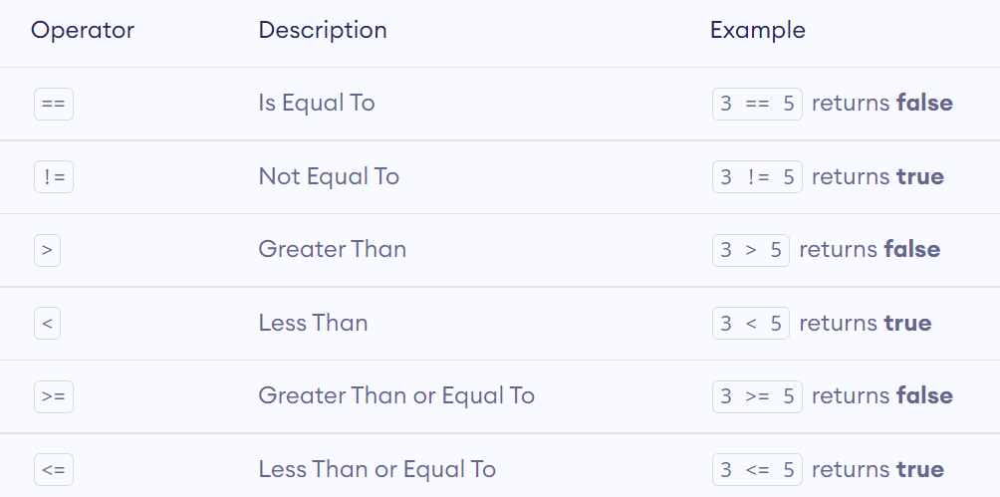 Operator Description Example
== Is Equal To 3 == 5 returns false
!= Not Equal To 3 != 5 returns true
> Greater Than 3 > 5 returns false
< Less Than 3 < 5 returns true
>= Greater Than or Equal To 3 >= 5 returns false
<= Less Than or Equal To 3 <= 5 returns true